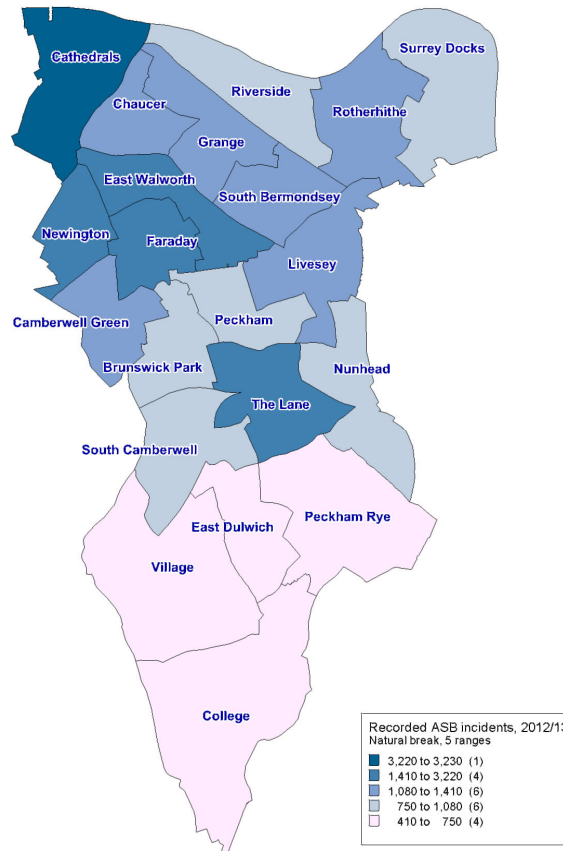 Surrey Docks
Cathedrals
Riverside
Chaucer
Rotherhithe
Grange
East Walworth
South Bermondsey
Newington
Faraday
Livesey
Camberwell Green
Peckham
Brunswick Park
Nunhead
The Lane
South Camberwell
Peckham Rye
East Dulwich
Village
College
Recorded ASB incidents, 2012/13
Natural break, 5 ranges
3,220 to 3,230 (1)
1,410 to 3,220 (4)
1,080 to 1,410 (6)
750 to 1,080 (6)
410 to 750 (4)